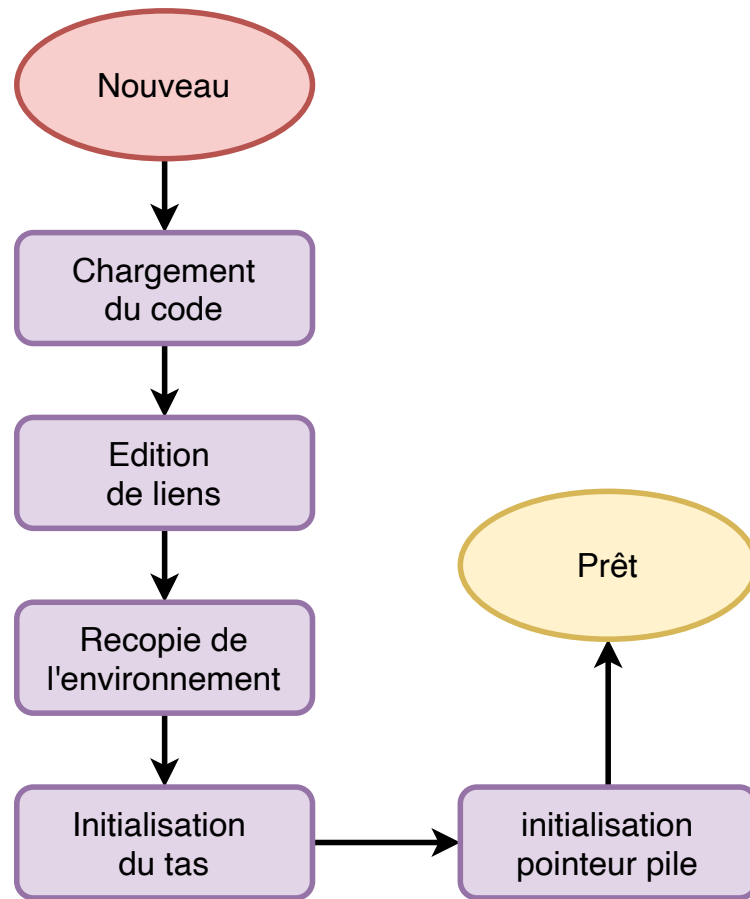 Nouveau
Chargement
du code
Edition
de liens
Recopie de
l'environnement
Initialisation
du tas
initialisation
pointeur pile
Prêt